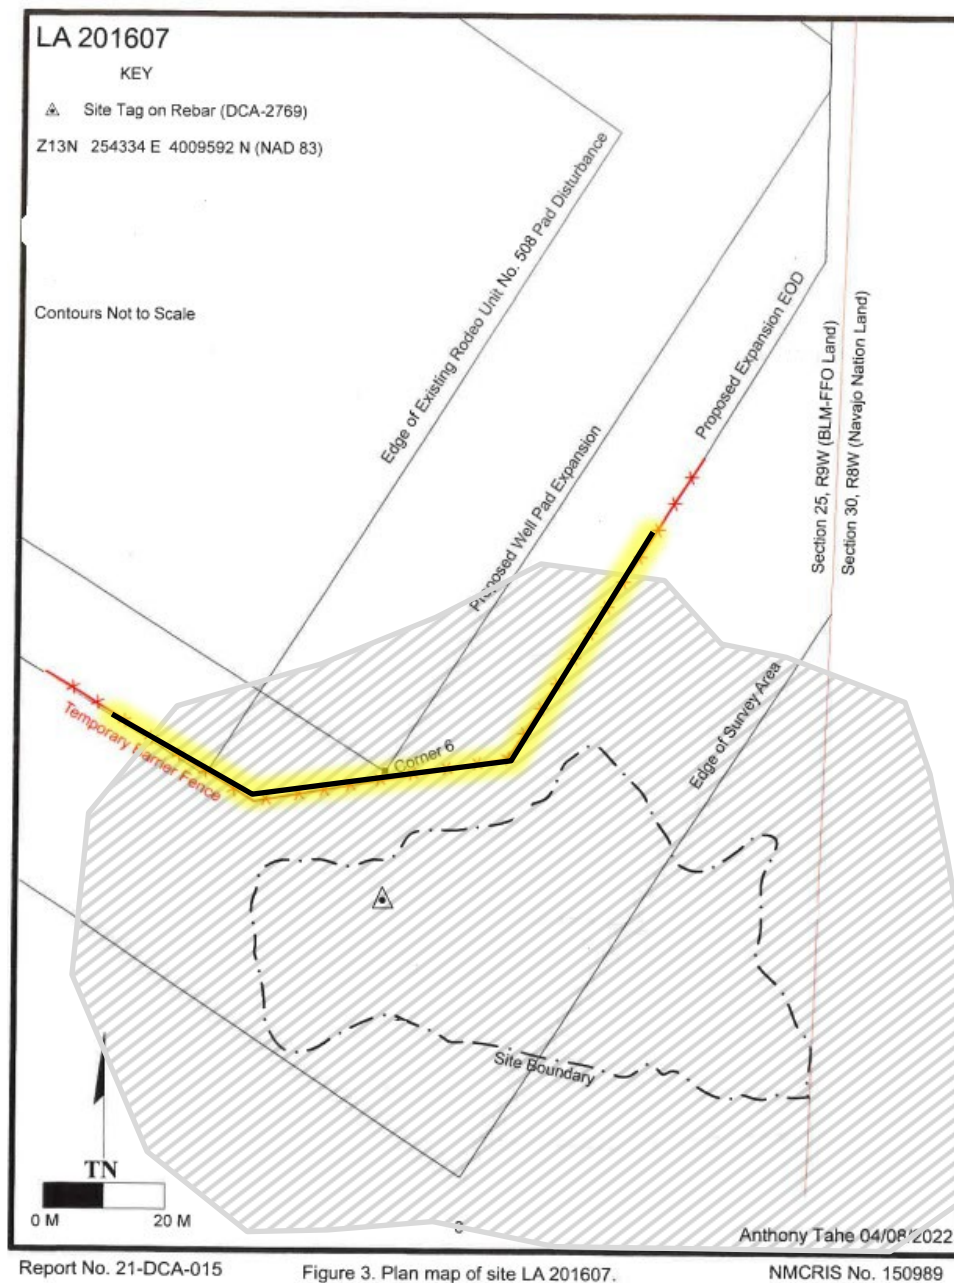 LA 201607
KEY
Site Tag on Rebar (DCA-2769)
Z13N 254334 E 4009592 N (NAD 83)
Contours Not to Scale
Edge of Existing Rodeo Unit No. 508 Pad Disturbance
Proposed Well Pad Expansion
Proposed Expansion EOD
Section 25, R9W (BLM-FFO Land)
Section 30, R8W (Navajo Nation Land)
Temporary Barrier Fence
Corner 6
Edge of Survey Area
Site Boundary
TN
0 M 20 M
Anthony Tahe 04/08/2022
Report No. 21-DCA-015
Figure 3. Plan map of site LA 201607.
NMCRIS No. 150989